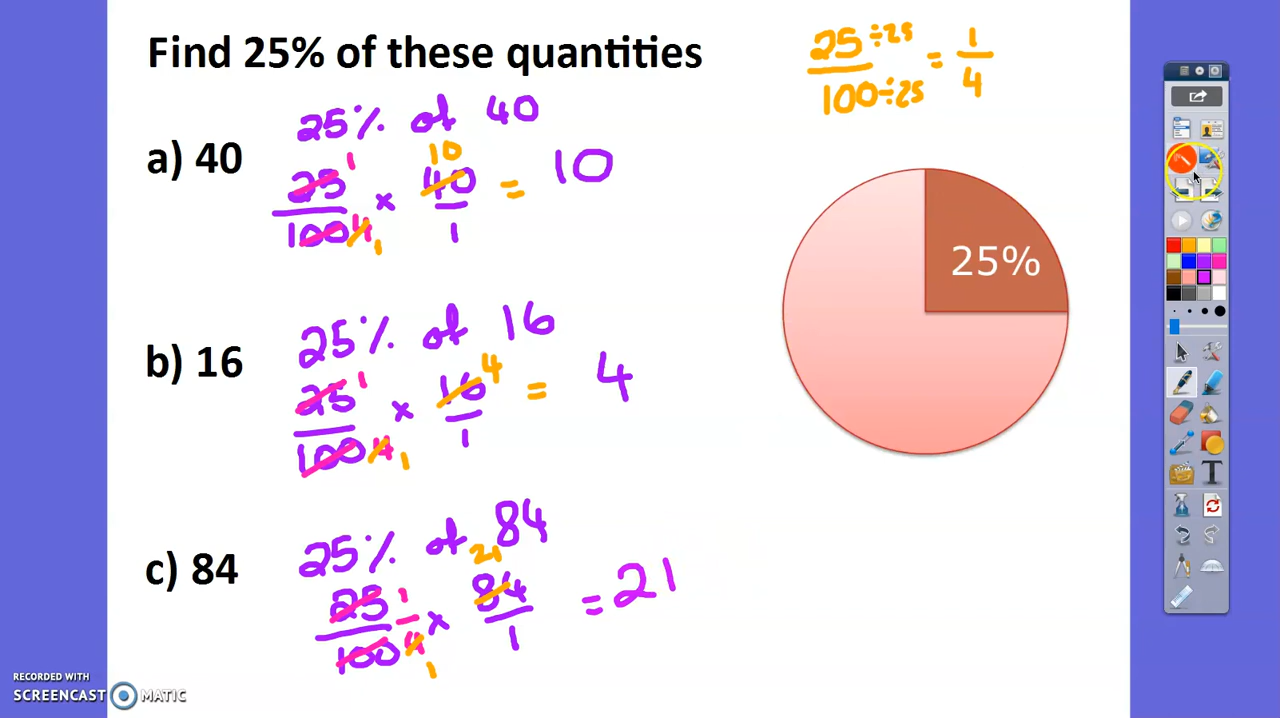 Find 25% of these quantities
25 ÷25 = 1
100 ÷25 4
25% of 40
a) 40
10
25 1 × 40 = 10
100 4 1 1
25%
25% of 16
b) 16
25 1 × 16 4 = 4
100 4 1 1
25% of 84
c) 84
21
25 1 × 84 = 21
100 4 1 1
RECORDED WITH
SCREENCAST MATIC